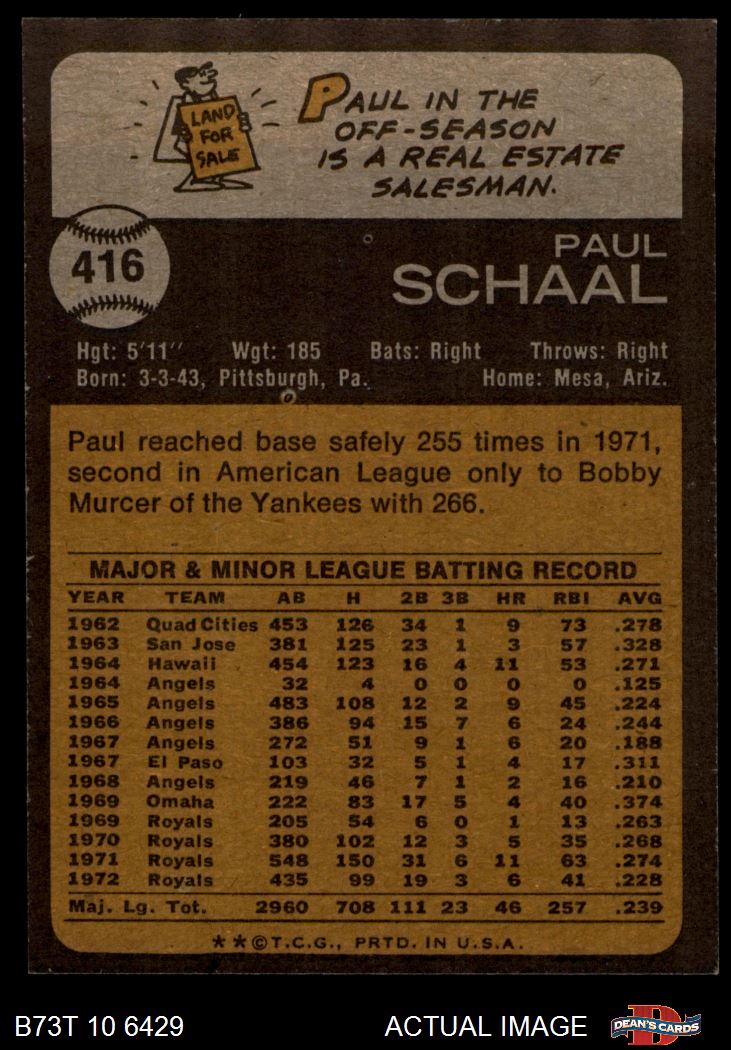 LAND
FOR
SALE
PAUL IN THE
OFF-SEASON
IS A REAL ESTATE
SALESMAN.
416
PAUL
SCHAAL
Hgt: 5'11" Wgt: 185 Bats: Right Throws: Right
Born: 3-3-43, Pittsburgh, Pa. Home: Mesa, Ariz.
Paul reached base safely 255 times in 1971,
second in American League only to Bobby
Murcer of the Yankees with 266.
MAJOR & MINOR LEAGUE BATTING RECORD
YEAR TEAM AB H 2B 3B HR RBI AVG
1962 Quad Cities 453 126 34 1 9 73 .278
1963 San Jose 381 125 23 1 3 57 .328
1964 Hawaii 454 123 16 4 11 53 .271
1964 Angels 32 4 0 0 0 0 .125
1965 Angels 483 108 12 2 9 45 .224
1966 Angels 386 94 15 7 6 24 .244
1967 Angels 272 51 9 1 6 20 .188
1967 El Paso 103 32 5 1 4 17 .311
1968 Angels 219 46 7 1 2 16 .210
1969 Omaha 222 83 17 5 4 40 .374
1969 Royals 205 54 6 0 1 13 .263
1970 Royals 380 102 12 3 5 35 .268
1971 Royals 548 150 31 6 11 63 .274
1972 Royals 435 99 19 3 6 41 .228
Maj. Lg. Tot. 2960 708 111 23 46 257 .239
**©T.C.G., PRTD. IN U.S.A.
B73T 10 6429 ACTUAL IMAGE D DEAN'S CARDS